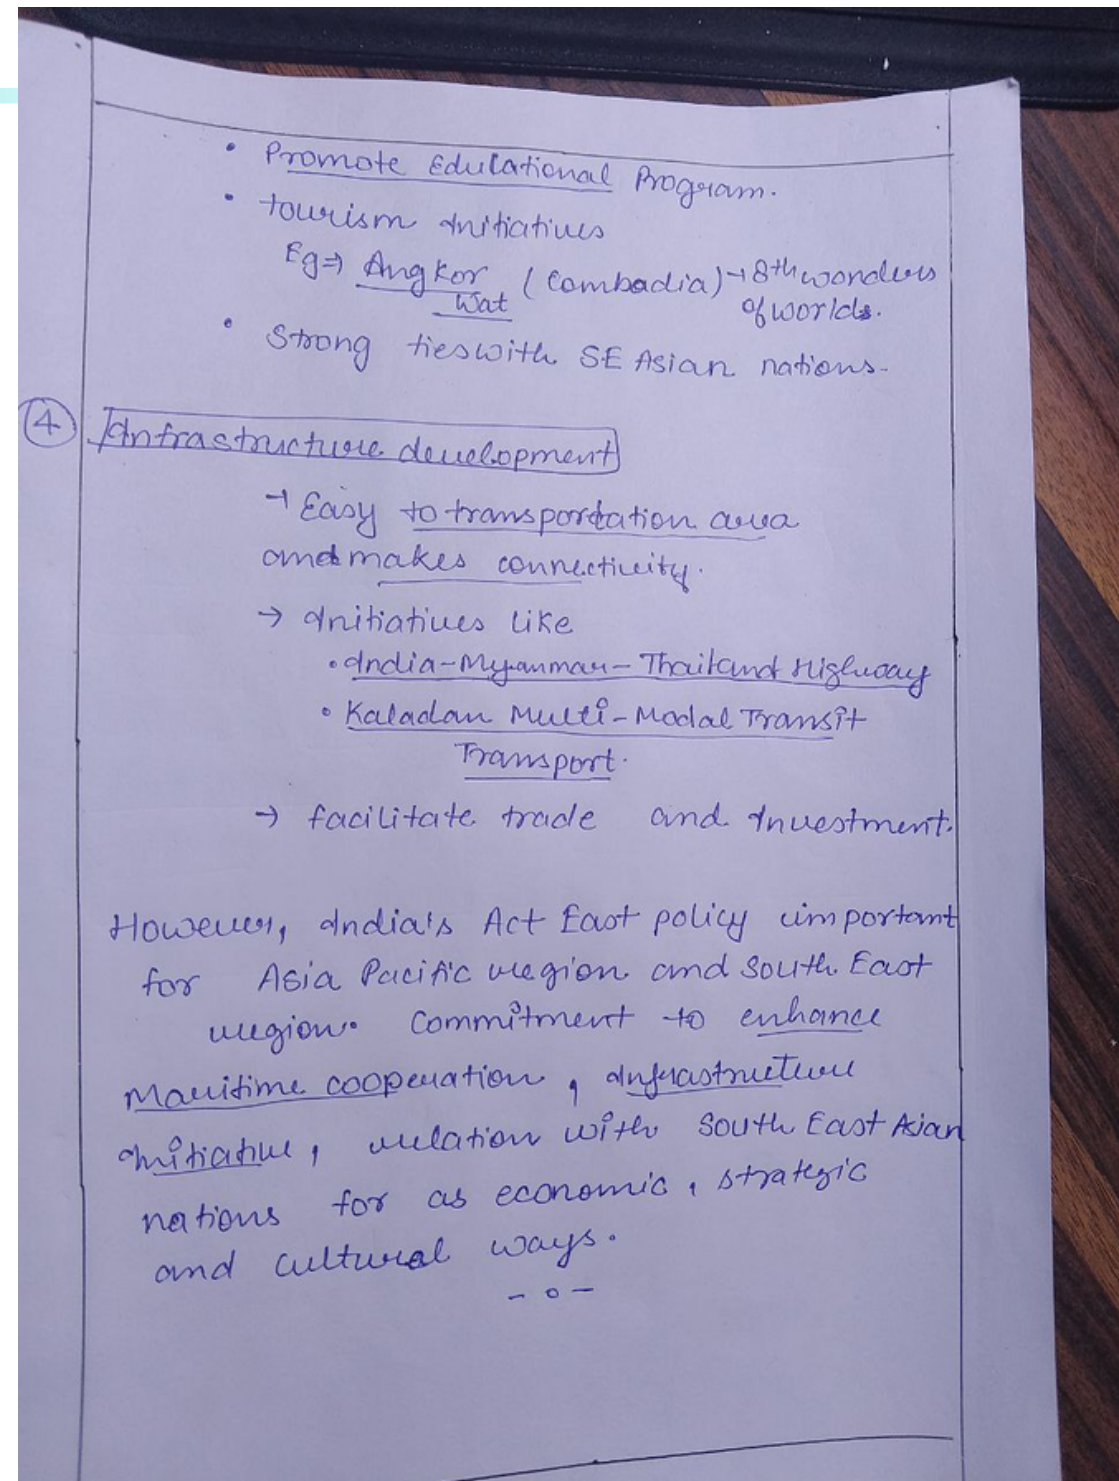 • Promote Edulational Program.
• tourism Initiatives
Eg⇒ Angkor Wat (Combadia) → 8th wonders of worlds.
• Strong ties with SE Asian nations.
④ Infrastructure development
→ Easy to transportation area
and makes connectivity.
→ Initiatives like
• India-Myanmar-Thailand Highway
• Kaladan Multi-Modal Transit
Transport.
→ facilitate trade and Investment.
However, India's Act East policy important
for Asia Pacific region and South East
region. Commitment to enhance
Maritime cooperation, Infrastructure
Initiative, relation with South East Asian
nations for as economic, strategic
and cultural ways.
- o -